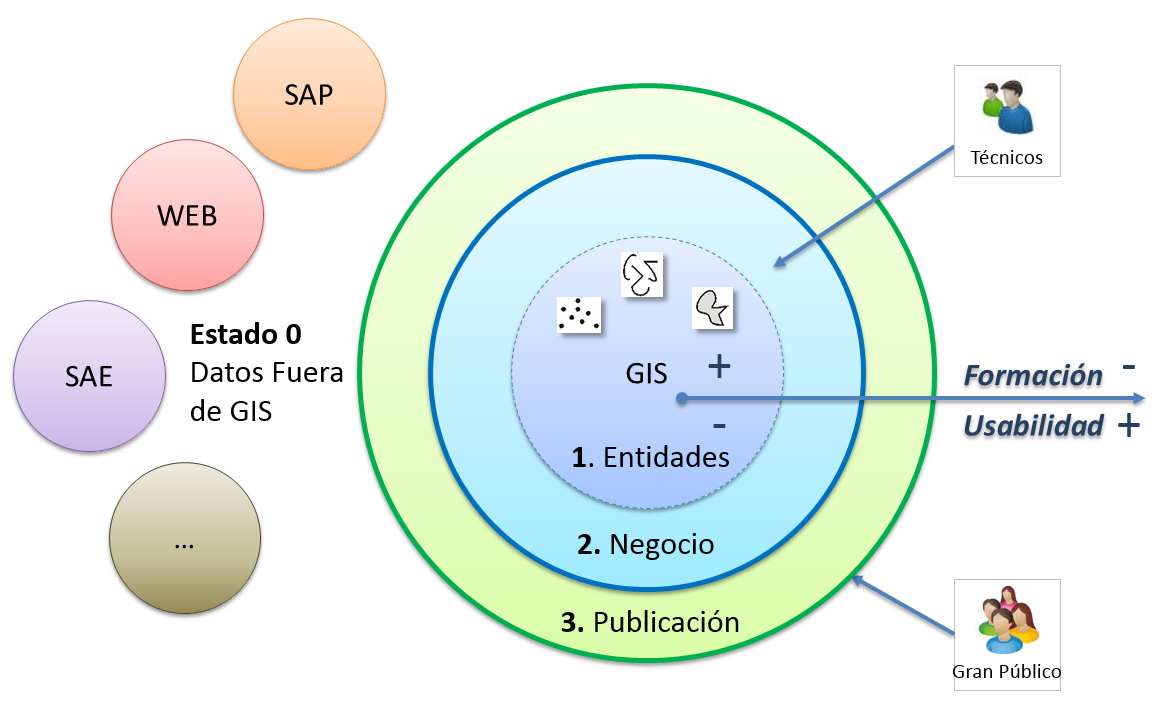 SAP
WEB
SAE
...
Estado 0
Datos Fuera
de GIS
GIS
+
-
1. Entidades
2. Negocio
3. Publicación
Técnicos
Formación -
Usabilidad +
Gran Público